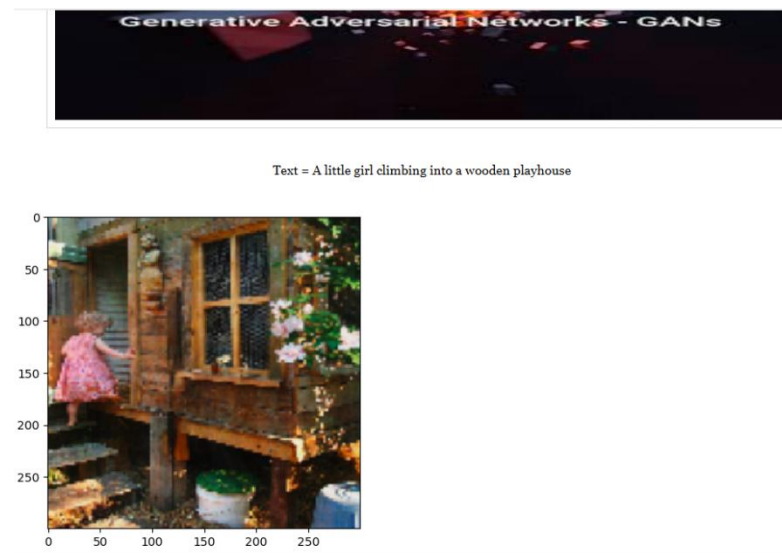 Generative Adversarial Networks - GANs
Text = A little girl climbing into a wooden playhouse
0
50
100
150
200
250
0 50 100 150 200 250